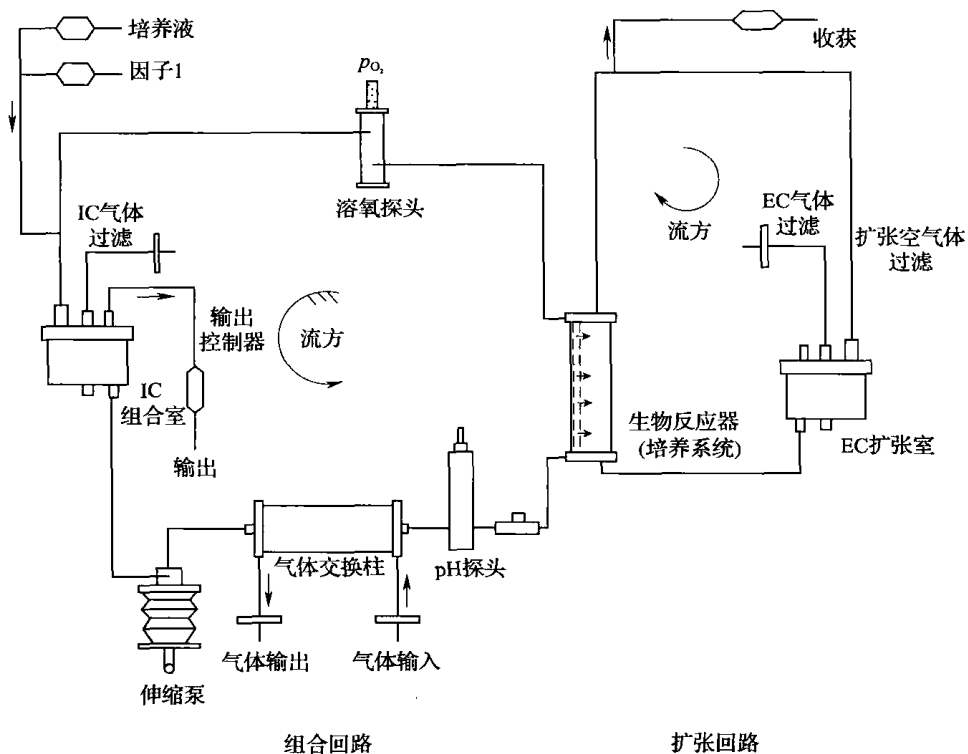 培养液
因子1
收获
pO₂
溶氧探头
IC气体
过滤
EC气体
过滤
扩张空气体
过滤
流方
输出
控制器
流方
IC
组合室
输出
生物反应器
(培养系统)
EC扩张室
气体交换柱
pH探头
气体输出
气体输入
伸缩泵
组合回路
扩张回路